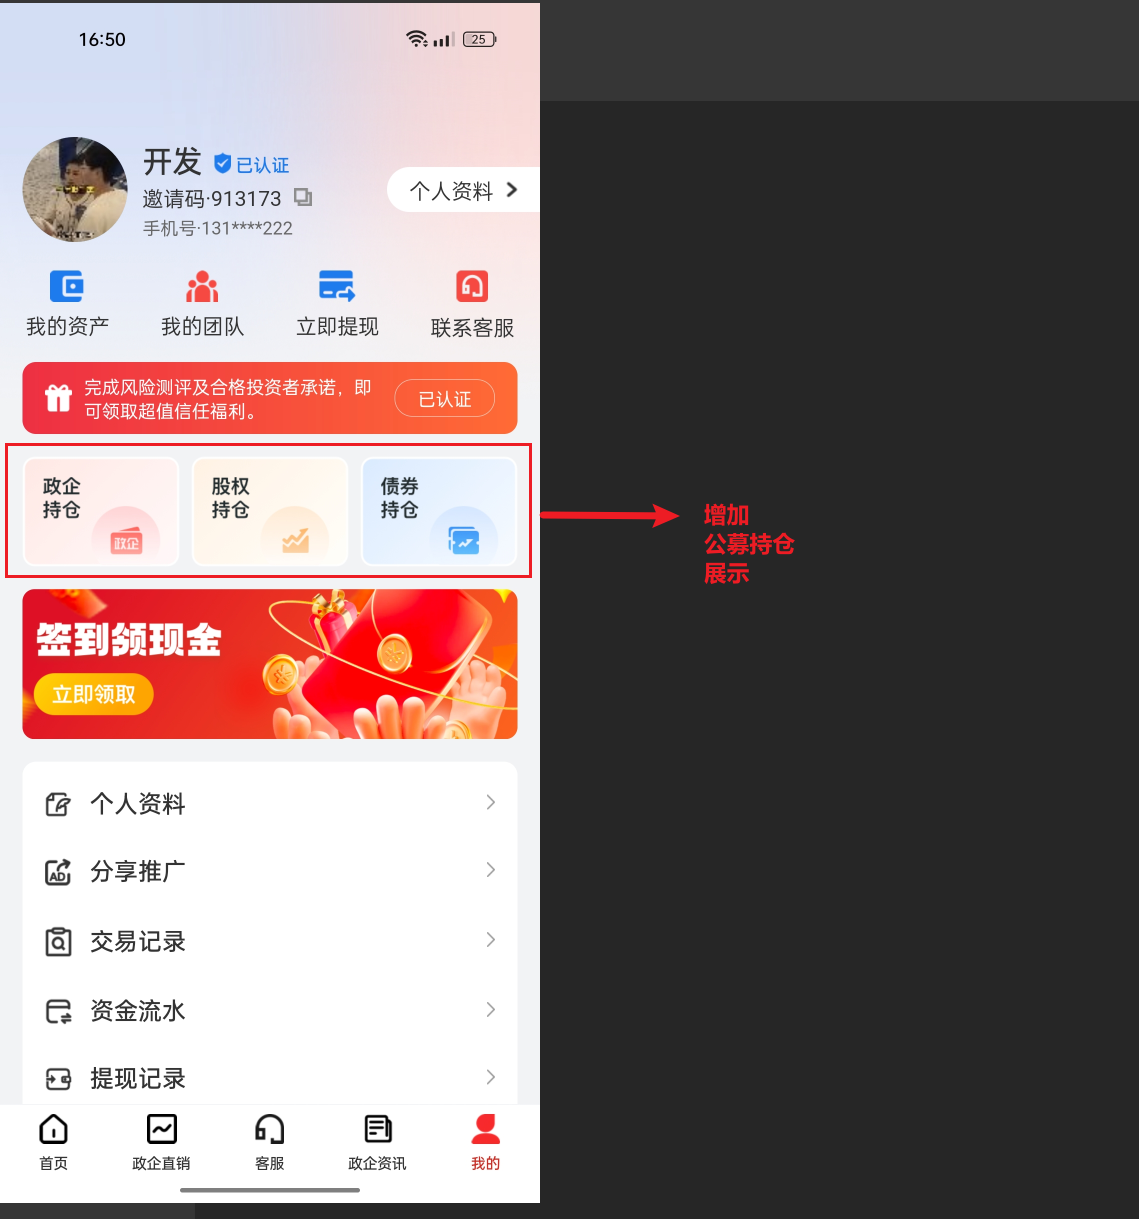 16:50
25
开发
已认证
邀请码·913173
手机号·131****222
个人资料
我的资产
我的团队
立即提现
联系客服
完成风险测评及合格投资者承诺，即
可领取超值信任福利。
已认证
政企
持仓
政企
股权
持仓
债券
持仓
增加
公募持仓
展示
签到领现金
立即领取
个人资料
分享推广
AD
交易记录
资金流水
提现记录
首页
政企直销
客服
政企资讯
我的